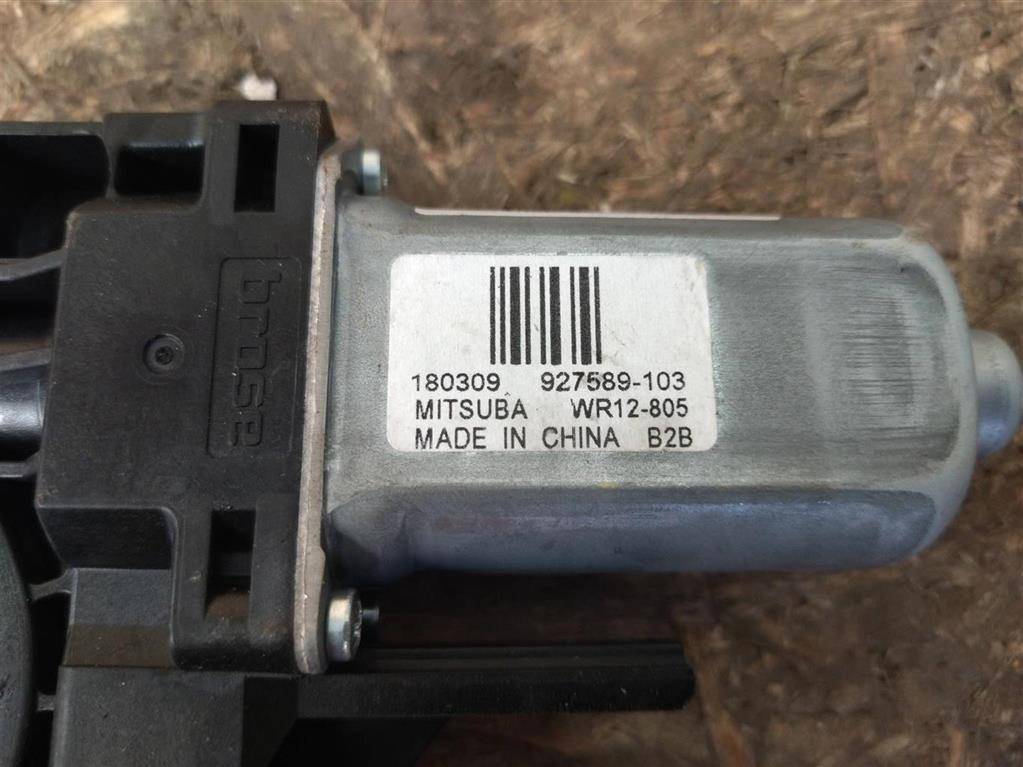 brose
180309 927589-103
MITSUBA WR12-805
MADE IN CHINA B2B